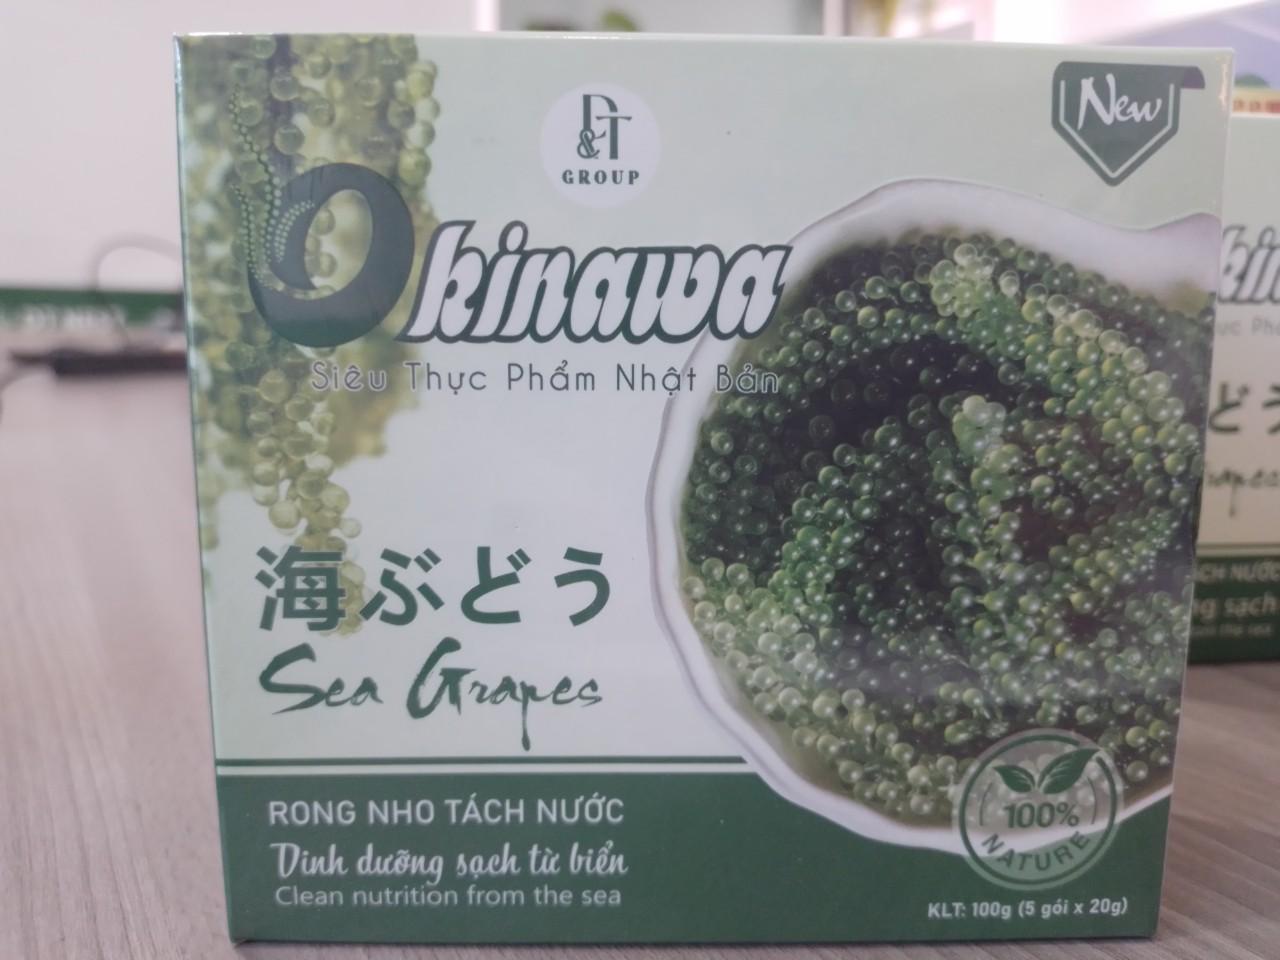 D&T
GROUP
New
Okinawa
Siêu Thực Phẩm Nhật Bản
海ぶどう
Sea Grapes
RONG NHO TÁCH NƯỚC
Dinh dưỡng sạch từ biển
Clean nutrition from the sea
100%
NATURE
KLT: 100g (5 gói x 20g)